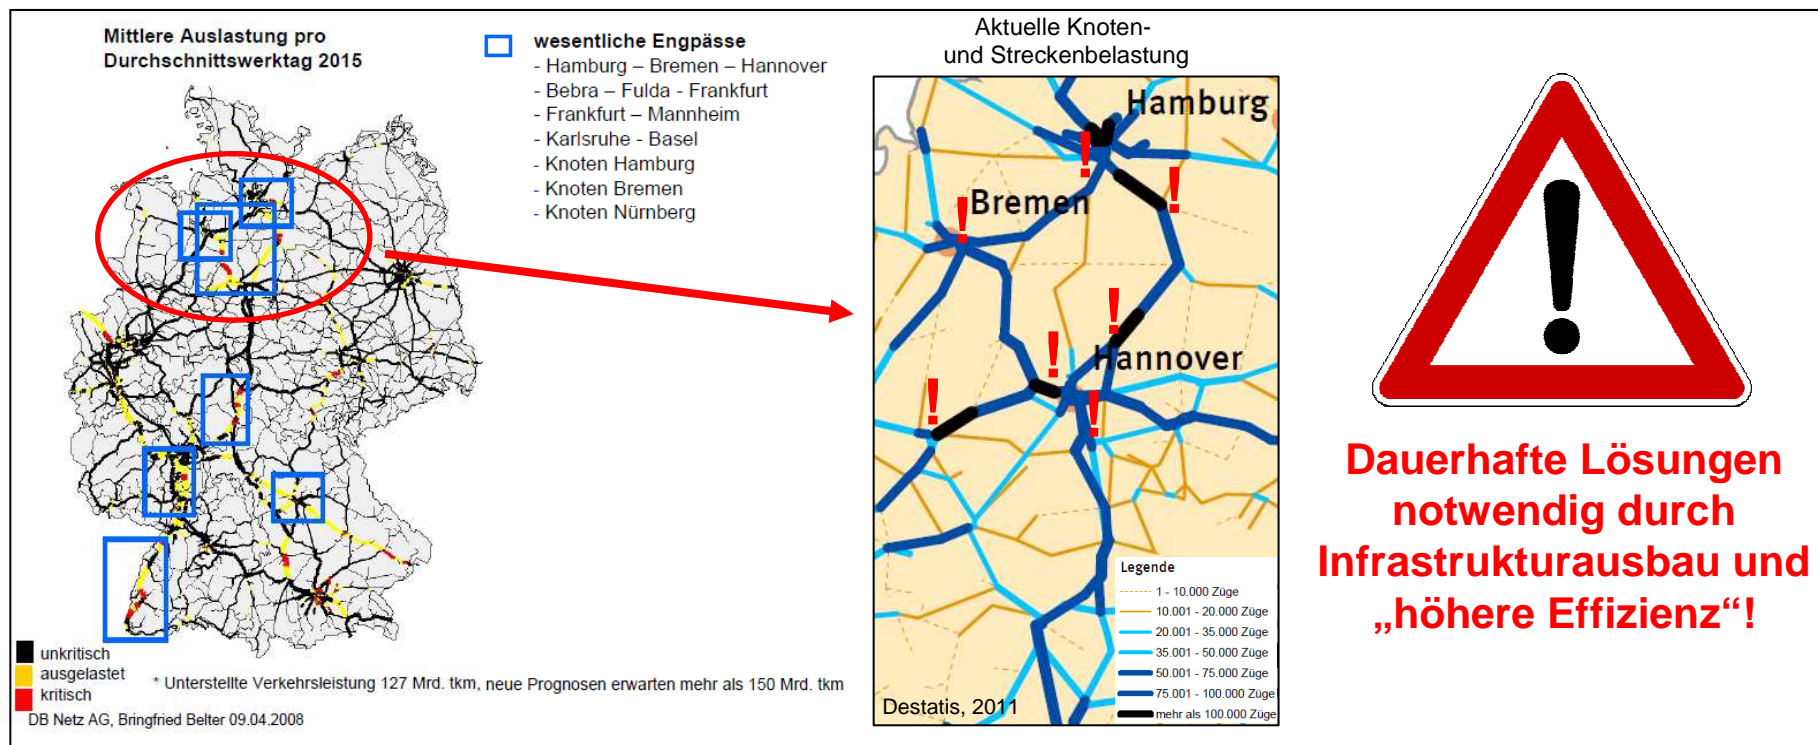 Mittlere Auslastung pro
Durchschnittswerktag 2015
wesentliche Engpässe
- Hamburg – Bremen – Hannover
- Bebra – Fulda - Frankfurt
- Frankfurt – Mannheim
- Karlsruhe - Basel
- Knoten Hamburg
- Knoten Bremen
- Knoten Nürnberg
unkritisch
ausgelastet
kritisch
* Unterstellte Verkehrsleistung 127 Mrd. tkm, neue Prognosen erwarten mehr als 150 Mrd. tkm
DB Netz AG, Bringfried Belter 09.04.2008
Aktuelle Knoten-
und Streckenbelastung
Hamburg
!
!
Bremen
!
!
Hannover
!
!
!
Legende
1 - 10.000 Züge
10.001 - 20.000 Züge
20.001 - 35.000 Züge
35.001 - 50.000 Züge
50.001 - 75.000 Züge
75.001 - 100.000 Züge
mehr als 100.000 Züge
Destatis, 2011
!
Dauerhafte Lösungen
notwendig durch
Infrastrukturausbau und
„höhere Effizienz“!